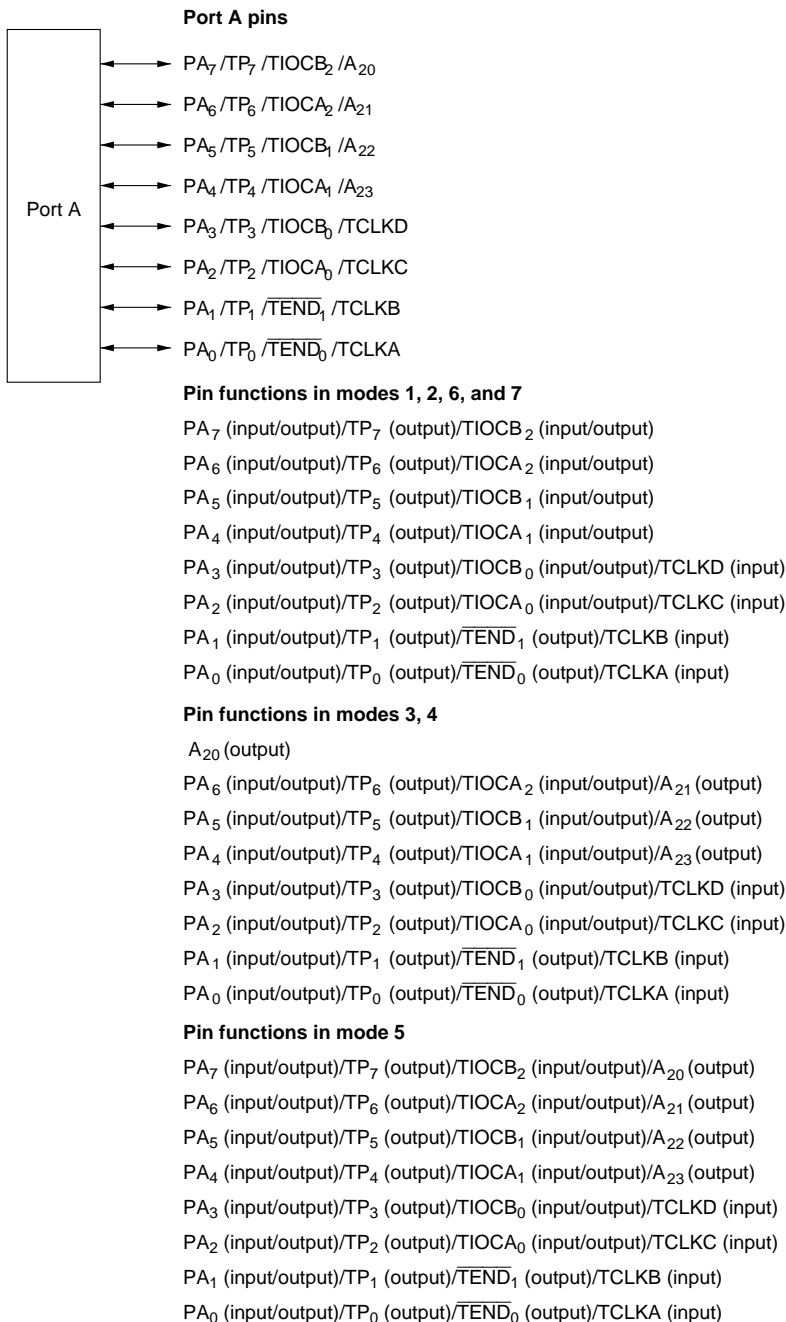 Port A pins
Port A
PA₇/TP₇/TIOCB₂/A₂₀
PA₆/TP₆/TIOCA₂/A₂₁
PA₅/TP₅/TIOCB₁/A₂₂
PA₄/TP₄/TIOCA₁/A₂₃
PA₃/TP₃/TIOCB₀/TCLKD
PA₂/TP₂/TIOCA₀/TCLKC
PA₁/TP₁/T̅E̅N̅D̅₁/TCLKB
PA₀/TP₀/T̅E̅N̅D̅₀/TCLKA
Pin functions in modes 1, 2, 6, and 7
PA₇ (input/output)/TP₇ (output)/TIOCB₂ (input/output)
PA₆ (input/output)/TP₆ (output)/TIOCA₂ (input/output)
PA₅ (input/output)/TP₅ (output)/TIOCB₁ (input/output)
PA₄ (input/output)/TP₄ (output)/TIOCA₁ (input/output)
PA₃ (input/output)/TP₃ (output)/TIOCB₀ (input/output)/TCLKD (input)
PA₂ (input/output)/TP₂ (output)/TIOCA₀ (input/output)/TCLKC (input)
PA₁ (input/output)/TP₁ (output)/T̅E̅N̅D̅₁ (output)/TCLKB (input)
PA₀ (input/output)/TP₀ (output)/T̅E̅N̅D̅₀ (output)/TCLKA (input)
Pin functions in modes 3, 4
A₂₀ (output)
PA₆ (input/output)/TP₆ (output)/TIOCA₂ (input/output)/A₂₁ (output)
PA₅ (input/output)/TP₅ (output)/TIOCB₁ (input/output)/A₂₂ (output)
PA₄ (input/output)/TP₄ (output)/TIOCA₁ (input/output)/A₂₃ (output)
PA₃ (input/output)/TP₃ (output)/TIOCB₀ (input/output)/TCLKD (input)
PA₂ (input/output)/TP₂ (output)/TIOCA₀ (input/output)/TCLKC (input)
PA₁ (input/output)/TP₁ (output)/T̅E̅N̅D̅₁ (output)/TCLKB (input)
PA₀ (input/output)/TP₀ (output)/T̅E̅N̅D̅₀ (output)/TCLKA (input)
Pin functions in mode 5
PA₇ (input/output)/TP₇ (output)/TIOCB₂ (input/output)/A₂₀ (output)
PA₆ (input/output)/TP₆ (output)/TIOCA₂ (input/output)/A₂₁ (output)
PA₅ (input/output)/TP₅ (output)/TIOCB₁ (input/output)/A₂₂ (output)
PA₄ (input/output)/TP₄ (output)/TIOCA₁ (input/output)/A₂₃ (output)
PA₃ (input/output)/TP₃ (output)/TIOCB₀ (input/output)/TCLKD (input)
PA₂ (input/output)/TP₂ (output)/TIOCA₀ (input/output)/TCLKC (input)
PA₁ (input/output)/TP₁ (output)/T̅E̅N̅D̅₁ (output)/TCLKB (input)
PA₀ (input/output)/TP₀ (output)/T̅E̅N̅D̅₀ (output)/TCLKA (input)